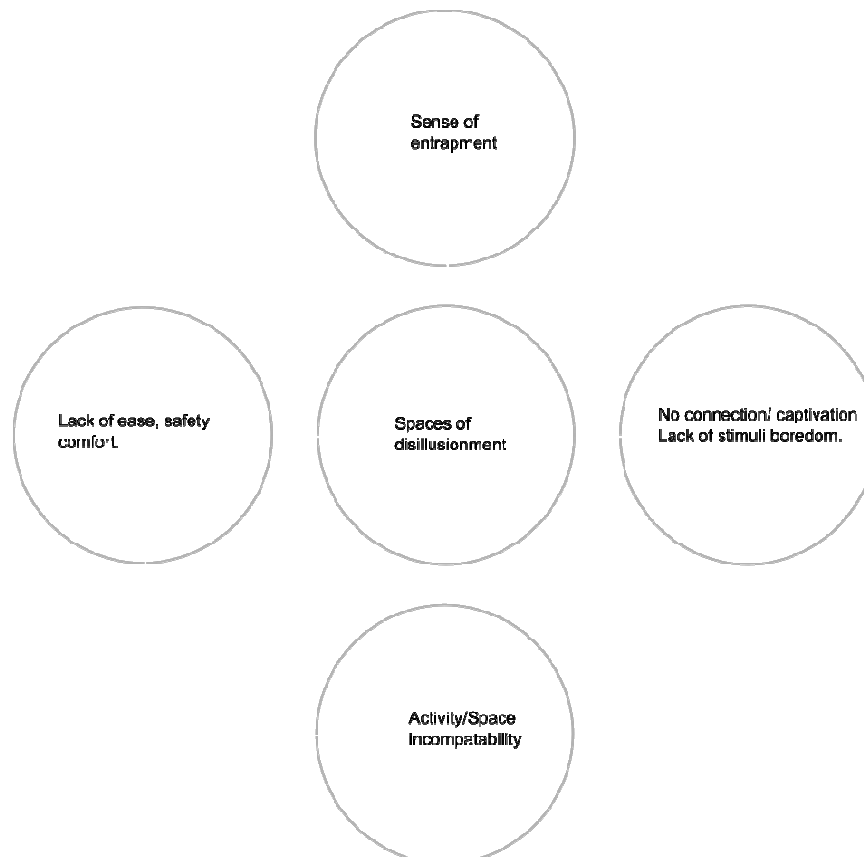 Sense of
entrapment
Lack of ease, safety
comfort.
Spaces of
disillusionment
No connection/ captivation
Lack of stimuli boredom.
Activity/Space
Incompatability